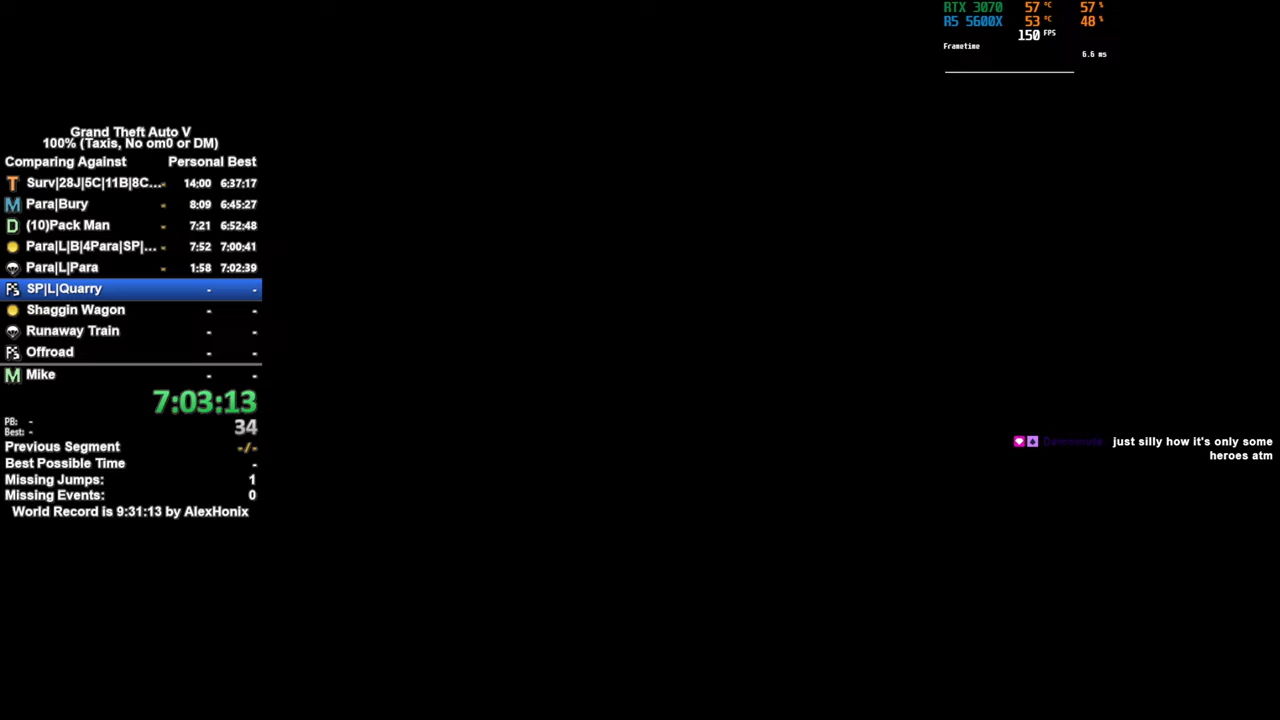 RTX 3070 57 °C 57 %
R5 5600X 53 °C 48 %
150 FPS
Frametime
6.6 ms
Grand Theft Auto V
100% (Taxis, No om0 or DM)
Comparing Against Personal Best
T Surv|28J|5C|11B|8C... - 14:00 6:37:17
M Para|Bury - 8:09 6:45:27
D (10)Pack Man - 7:21 6:52:48
Para|L|B|4Para|SP|... - 7:52 7:00:41
Para|L|Para - 1:58 7:02:39
SP|L|Quarry - -
Shaggin Wagon - -
Runaway Train - -
Offroad - -
M Mike - -
7:03:13
PB: - 34
Best: -
Previous Segment -/-
Best Possible Time -
Missing Jumps: 1
Missing Events: 0
World Record is 9:31:13 by AlexHonix
just silly how it's only some
heroes atm